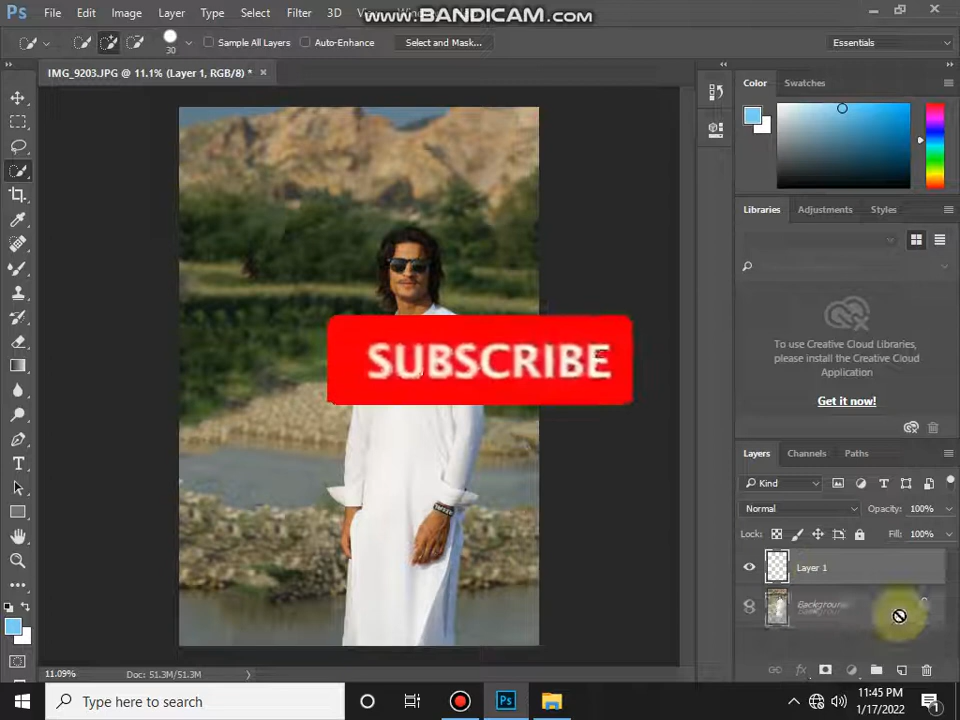 Ps File Edit Image Layer Type Select Filter 3D
www.BANDICAM.com
30 Sample All Layers Auto-Enhance Select and Mask... Essentials
IMG_9203.JPG @ 11.1% (Layer 1, RGB/8) * ×
Color Swatches
Libraries Adjustments Styles
To use Creative Cloud Libraries,
please install the Creative Cloud
Application
Get it now!
SUBSCRIBE
Layers Channels Paths
Kind
Normal Opacity: 100%
Lock: Fill: 100%
Layer 1
Background
11.09% Doc: 51.3M/51.3M
Type here to search
Ps
11:45 PM
1/17/2022
1